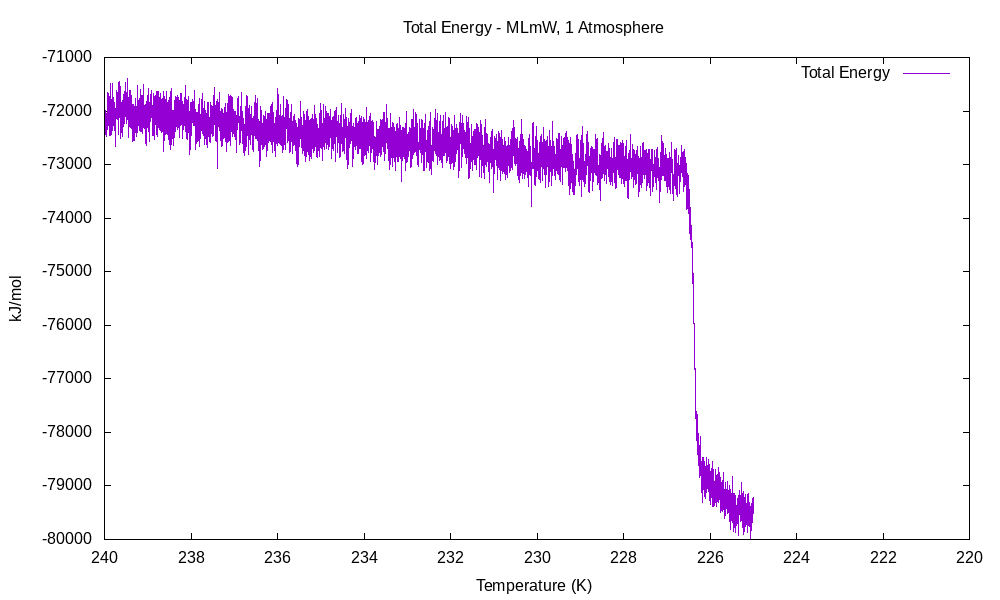 Total Energy - MLmW, 1 Atmosphere
Total Energy
-71000
-72000
-73000
-74000
-75000
-76000
-77000
-78000
-79000
-80000
kJ/mol
240 238 236 234 232 230 228 226 224 222 220
Temperature (K)